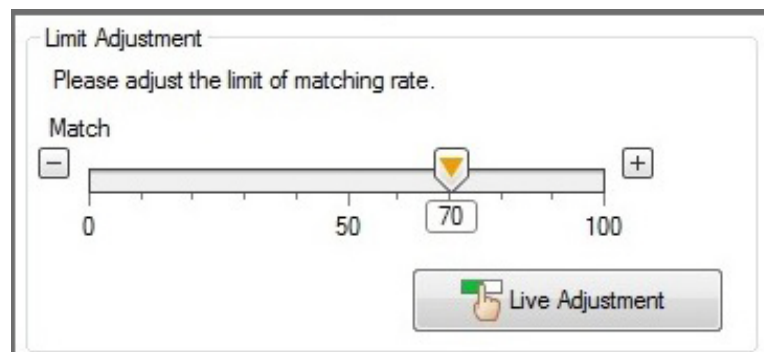 Limit Adjustment
Please adjust the limit of matching rate.
Match
− +
0 50 70 100
Live Adjustment